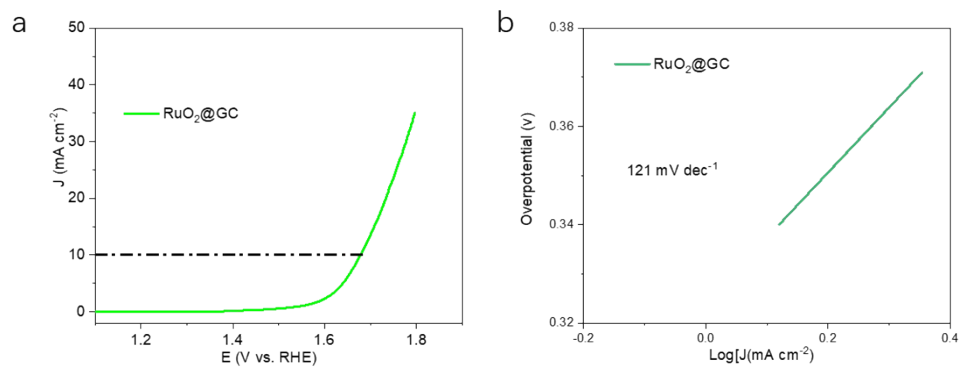 a
50
40
30
20
10
0
J (mA cm⁻²)
RuO₂@GC
1.2 1.4 1.6 1.8
E (V vs. RHE)
b
0.38
0.36
0.34
0.32
Overpotential (v)
RuO₂@GC
121 mV dec⁻¹
-0.2 0.0 0.2 0.4
Log[J(mA cm⁻²)